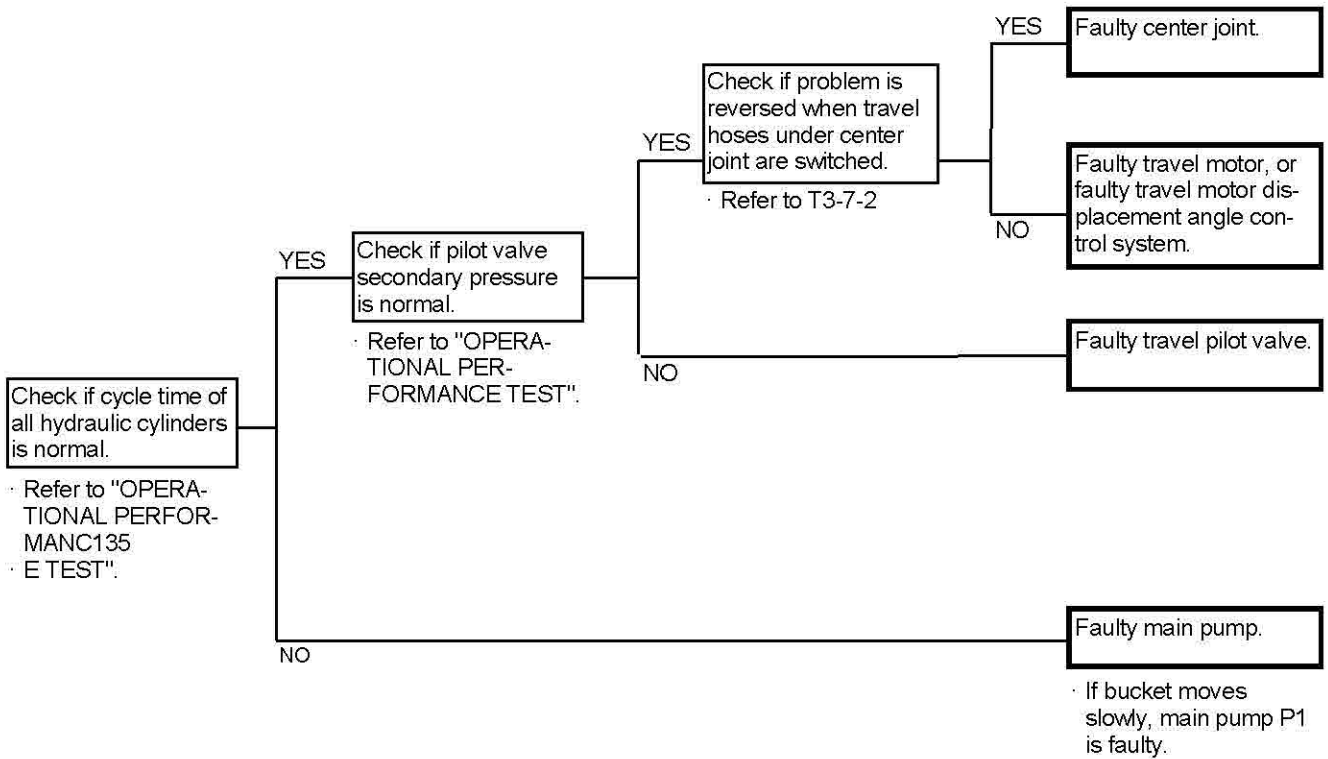 YES
Faulty center joint.
Check if problem is
reversed when travel
hoses under center
joint are switched.
YES
· Refer to T3-7-2
Faulty travel motor, or
faulty travel motor dis-
placement angle con-
trol system.
NO
YES
Check if pilot valve
secondary pressure
is normal.
· Refer to "OPERA-
TIONAL PER-
FORMANCE TEST".
NO
Faulty travel pilot valve.
Check if cycle time of
all hydraulic cylinders
is normal.
· Refer to "OPERA-
TIONAL PERFOR-
MANC135
· E TEST".
NO
Faulty main pump.
· If bucket moves
slowly, main pump P1
is faulty.